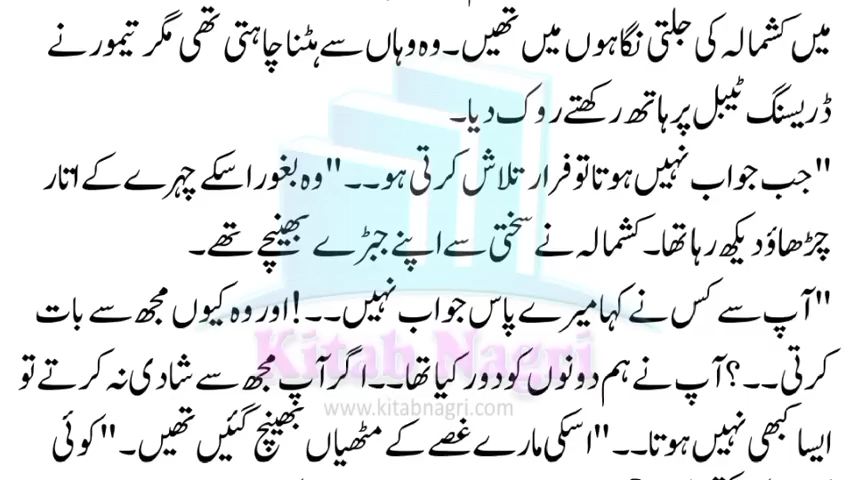 میں کشمالہ کی جلتی نگاہوں میں تھیں۔ وہ وہاں سے ہٹنا چاہتی تھی مگر تیمور نے
ڈریسنگ ٹیبل پر ہاتھ رکھتے روک دیا۔
"جب جواب نہیں ہوتا تو فرار تلاش کرتی ہو۔۔" وہ بغور اسکے چہرے کے اتار
چڑھاؤ دیکھ رہا تھا۔ کشمالہ نے سختی سے اپنے جبڑے بھینچے تھے۔
"آپ سے کس نے کہا میرے پاس جواب نہیں۔۔! اور وہ کیوں مجھ سے بات
کرتی۔۔؟ آپ نے ہم دونوں کو دور کیا تھا۔۔ اگر آپ مجھ سے شادی نہ کرتے تو
ایسا کبھی نہیں ہوتا۔۔" اسکی مارے غصے کے مٹھیاں بھینچ گئیں تھیں۔ "کوئی
Kitab Nagri
www.kitabnagri.com